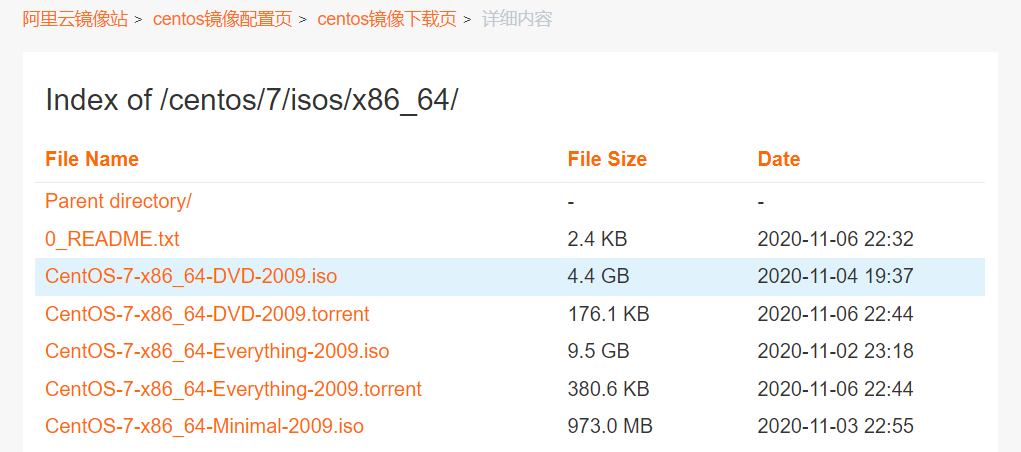 阿里云镜像站 > centos镜像配置页 > centos镜像下载页 > 详细内容
Index of /centos/7/isos/x86_64/
File Name File Size Date
Parent directory/ - -
0_README.txt 2.4 KB 2020-11-06 22:32
CentOS-7-x86_64-DVD-2009.iso 4.4 GB 2020-11-04 19:37
CentOS-7-x86_64-DVD-2009.torrent 176.1 KB 2020-11-06 22:44
CentOS-7-x86_64-Everything-2009.iso 9.5 GB 2020-11-02 23:18
CentOS-7-x86_64-Everything-2009.torrent 380.6 KB 2020-11-06 22:44
CentOS-7-x86_64-Minimal-2009.iso 973.0 MB 2020-11-03 22:55